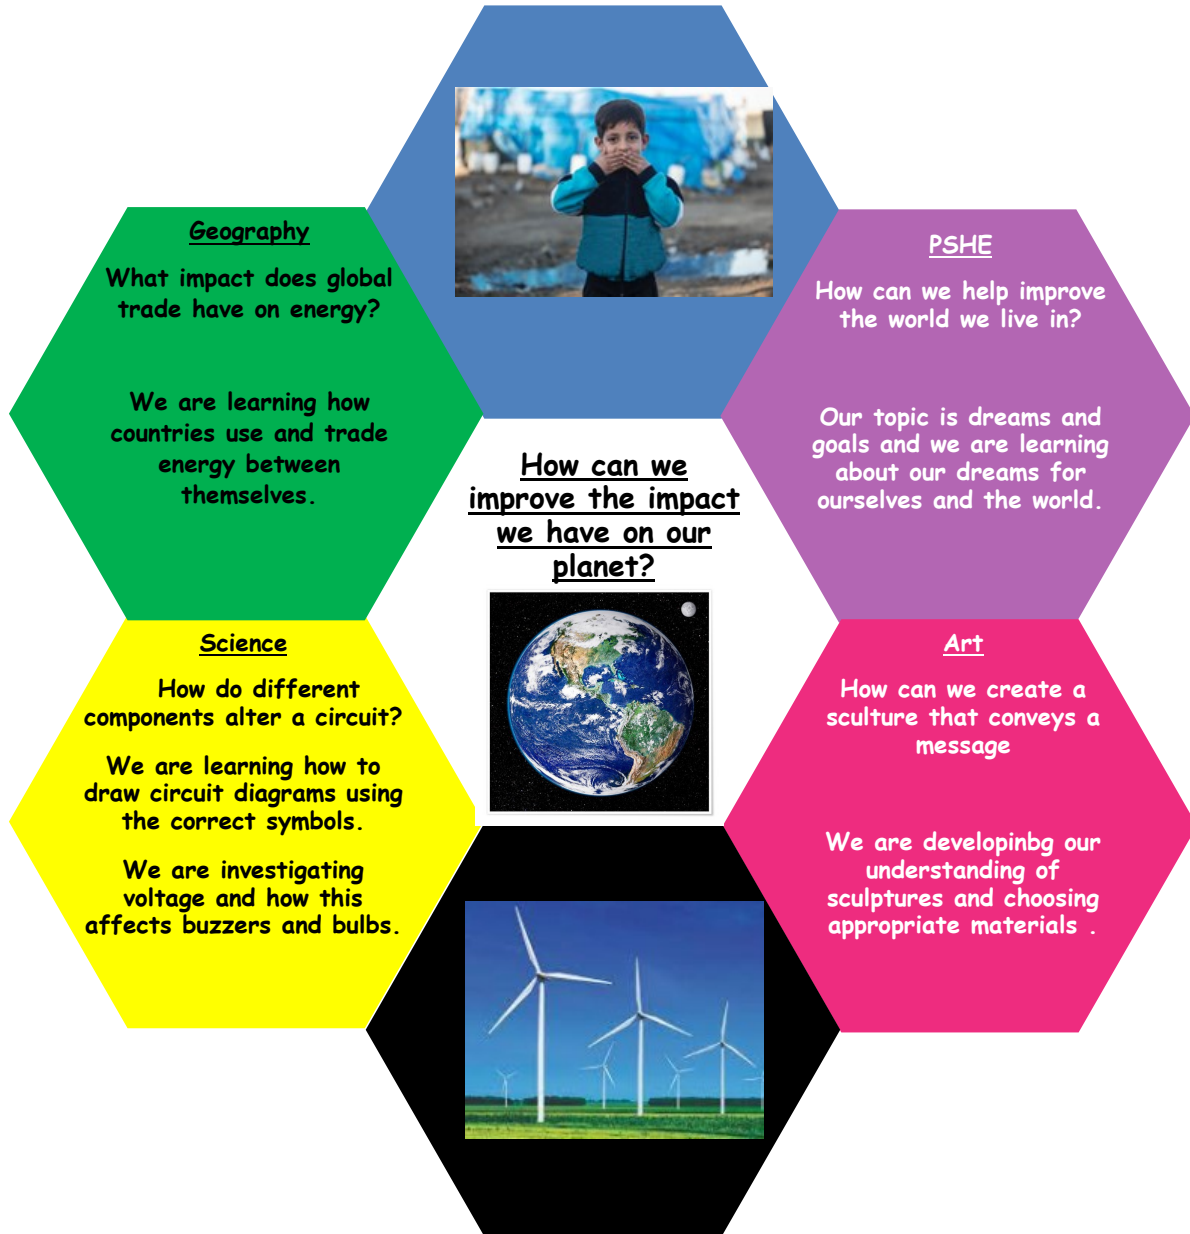 Geography
What impact does global
trade have on energy?
We are learning how
countries use and trade
energy between
themselves.
PSHE
How can we help improve
the world we live in?
Our topic is dreams and
goals and we are learning
about our dreams for
ourselves and the world.
How can we
improve the impact
we have on our
planet?
Science
How do different
components alter a circuit?
We are learning how to
draw circuit diagrams using
the correct symbols.
We are investigating
voltage and how this
affects buzzers and bulbs.
Art
How can we create a
sculture that conveys a
message
We are developinbg our
understanding of
sculptures and choosing
appropriate materials .